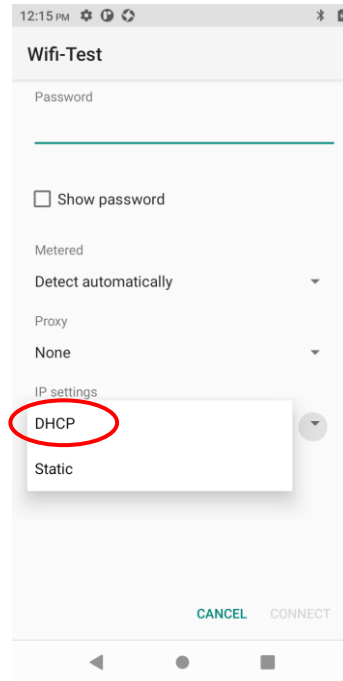 12:15 PM
Wifi-Test
Password
Show password
Metered
Detect automatically
Proxy
None
IP settings
DHCP
Static
CANCEL CONNECT